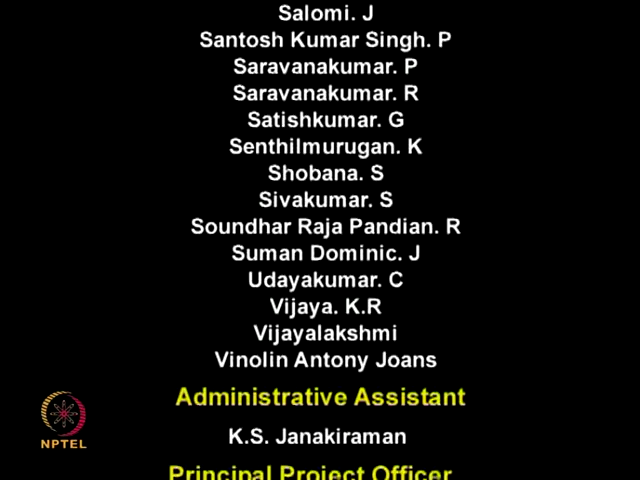 Salomi. J
Santosh Kumar Singh. P
Saravanakumar. P
Saravanakumar. R
Satishkumar. G
Senthilmurugan. K
Shobana. S
Sivakumar. S
Soundhar Raja Pandian. R
Suman Dominic. J
Udayakumar. C
Vijaya. K.R
Vijayalakshmi
Vinolin Antony Joans
Administrative Assistant
K.S. Janakiraman
NPTEL
Principal Project Officer